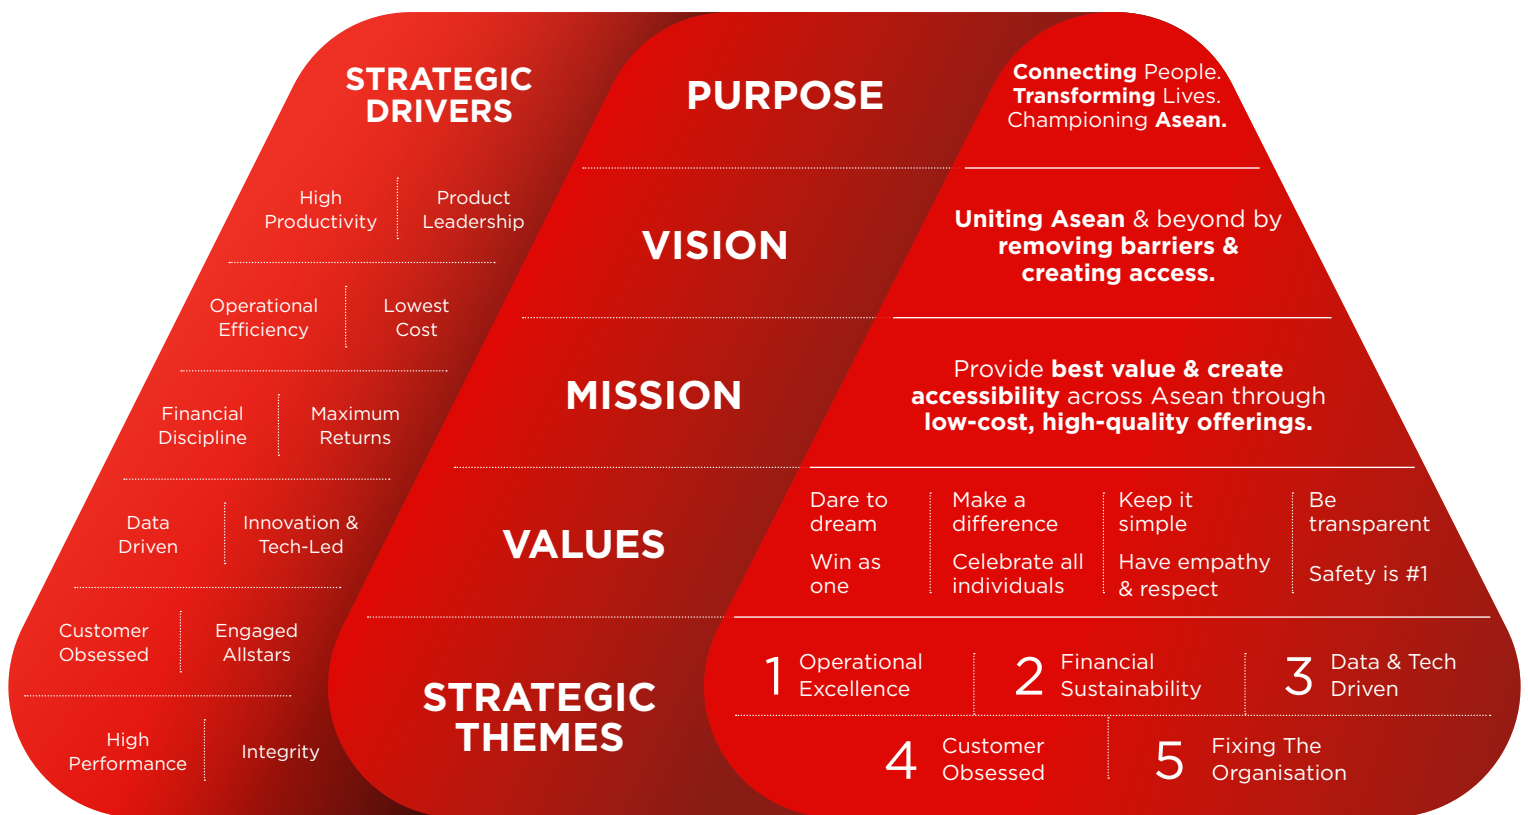 STRATEGIC
DRIVERS
High
Productivity
Product
Leadership
Operational
Efficiency
Lowest
Cost
Financial
Discipline
Maximum
Returns
Data
Driven
Innovation &
Tech-Led
Customer
Obsessed
Engaged
Allstars
High
Performance
Integrity
PURPOSE
Connecting People.
Transforming Lives.
Championing Asean.
VISION
Uniting Asean & beyond by
removing barriers &
creating access.
MISSION
Provide best value & create
accessibility across Asean through
low-cost, high-quality offerings.
VALUES
Dare to
dream
Make a
difference
Keep it
simple
Be
transparent
Win as
one
Celebrate all
individuals
Have empathy
& respect
Safety is #1
STRATEGIC
THEMES
1 Operational
Excellence
2 Financial
Sustainability
3 Data & Tech
Driven
4 Customer
Obsessed
5 Fixing The
Organisation